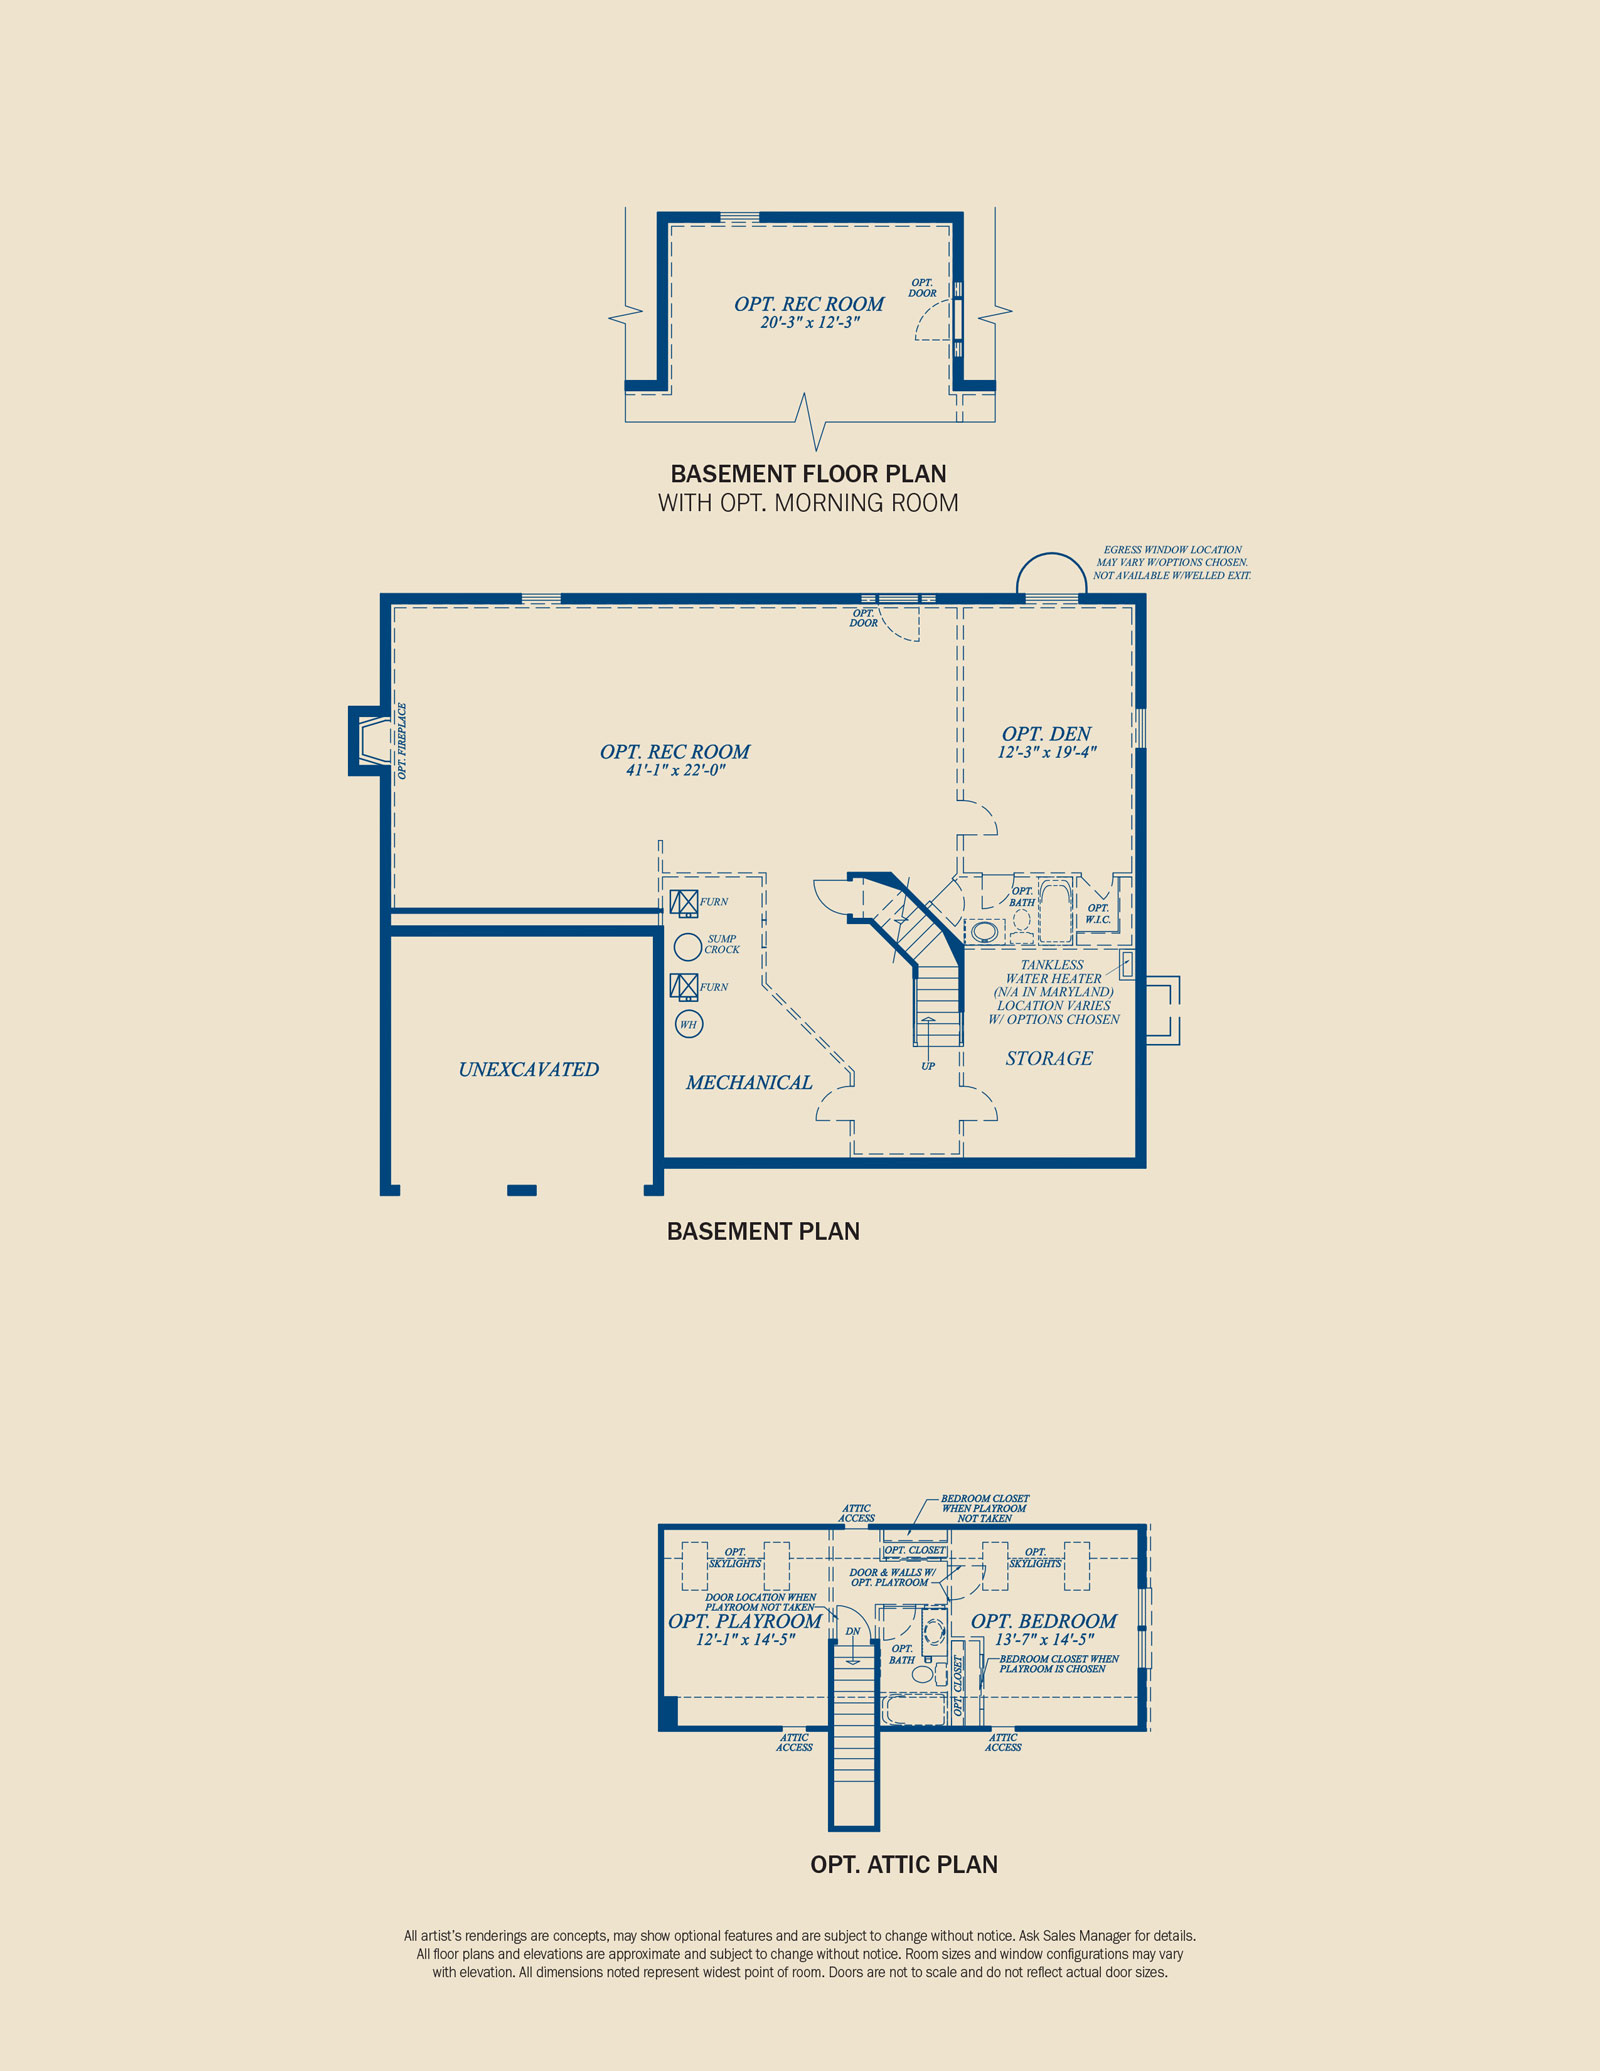 OPT.
DOOR
OPT. REC ROOM
20'-3" x 12'-3"
BASEMENT FLOOR PLAN
WITH OPT. MORNING ROOM
EGRESS WINDOW LOCATION
MAY VARY W/OPTIONS CHOSEN.
NOT AVAILABLE W/WELLED EXIT.
OPT.
DOOR
OPT. FIREPLACE
OPT. REC ROOM
41'-1" x 22'-0"
OPT. DEN
12'-3" x 19'-4"
FURN
SUMP
CROCK
FURN
WH
OPT.
BATH
OPT.
W.I.C.
TANKLESS
WATER HEATER
(N/A IN MARYLAND)
LOCATION VARIES
W/ OPTIONS CHOSEN
STORAGE
UP
UNEXCAVATED
MECHANICAL
BASEMENT PLAN
BEDROOM CLOSET
WHEN PLAYROOM
NOT TAKEN
ATTIC
ACCESS
OPT. CLOSET
OPT.
SKYLIGHTS
OPT.
SKYLIGHTS
DOOR & WALLS W/
OPT. PLAYROOM
DOOR LOCATION WHEN
PLAYROOM NOT TAKEN
OPT. PLAYROOM
12'-1" x 14'-5"
DN
OPT.
BATH
OPT. BEDROOM
13'-7" x 14'-5"
OPT. CLOSET
BEDROOM CLOSET WHEN
PLAYROOM IS CHOSEN
ATTIC
ACCESS
ATTIC
ACCESS
OPT. ATTIC PLAN
All artist's renderings are concepts, may show optional features and are subject to change without notice. Ask Sales Manager for details.
All floor plans and elevations are approximate and subject to change without notice. Room sizes and window configurations may vary
with elevation. All dimensions noted represent widest point of room. Doors are not to scale and do not reflect actual door sizes.